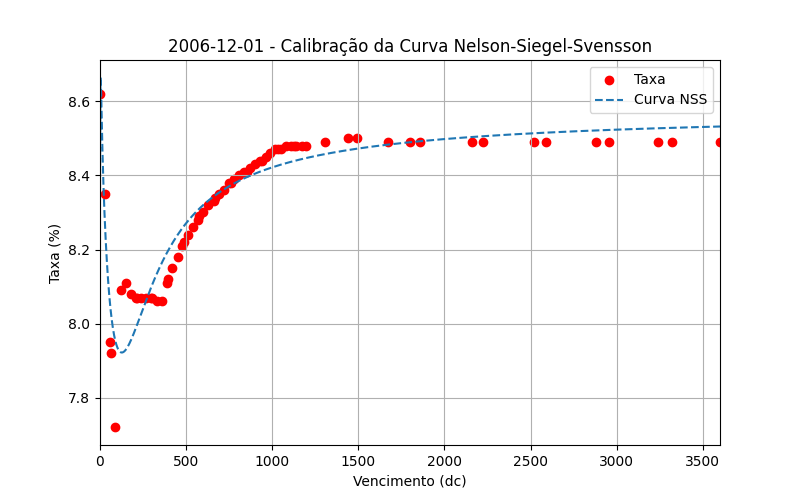 2006-12-01 - Calibração da Curva Nelson-Siegel-Svensson
Taxa
Curva NSS
8.6
8.4
8.2
8.0
7.8
Taxa (%)
0 500 1000 1500 2000 2500 3000 3500
Vencimento (dc)